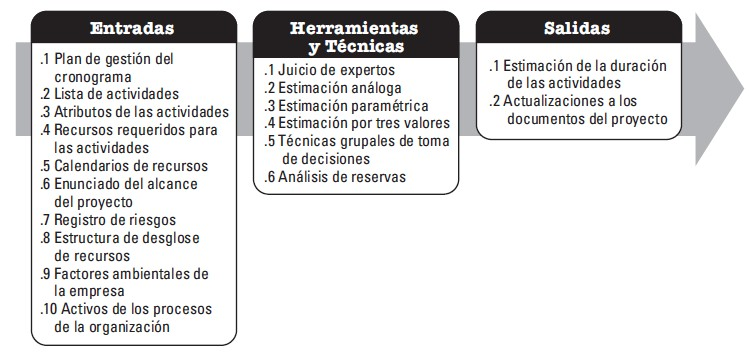 Entradas
.1 Plan de gestión del
cronograma
.2 Lista de actividades
.3 Atributos de las actividades
.4 Recursos requeridos para
las actividades
.5 Calendarios de recursos
.6 Enunciado del alcance
del proyecto
.7 Registro de riesgos
.8 Estructura de desglose
de recursos
.9 Factores ambientales de
la empresa
.10 Activos de los procesos
de la organización
Herramientas
y Técnicas
.1 Juicio de expertos
.2 Estimación análoga
.3 Estimación paramétrica
.4 Estimación por tres valores
.5 Técnicas grupales de toma
de decisiones
.6 Análisis de reservas
Salidas
.1 Estimación de la duración
de las actividades
.2 Actualizaciones a los
documentos del proyecto